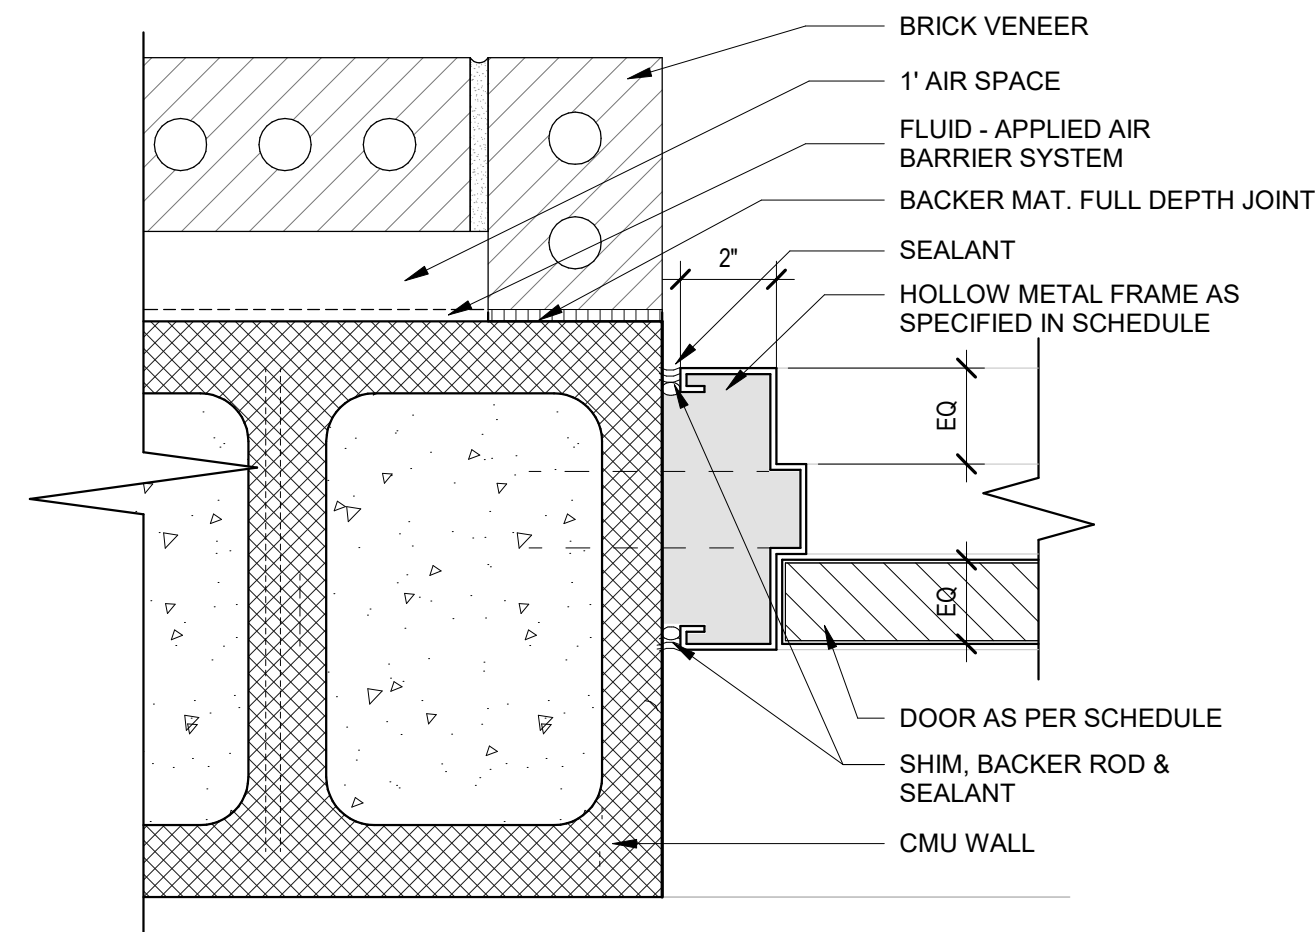 BRICK VENEER
1' AIR SPACE
FLUID - APPLIED AIR
BARRIER SYSTEM
BACKER MAT. FULL DEPTH JOINT
SEALANT
2"
HOLLOW METAL FRAME AS
SPECIFIED IN SCHEDULE
EQ
EQ
DOOR AS PER SCHEDULE
SHIM, BACKER ROD &
SEALANT
CMU WALL